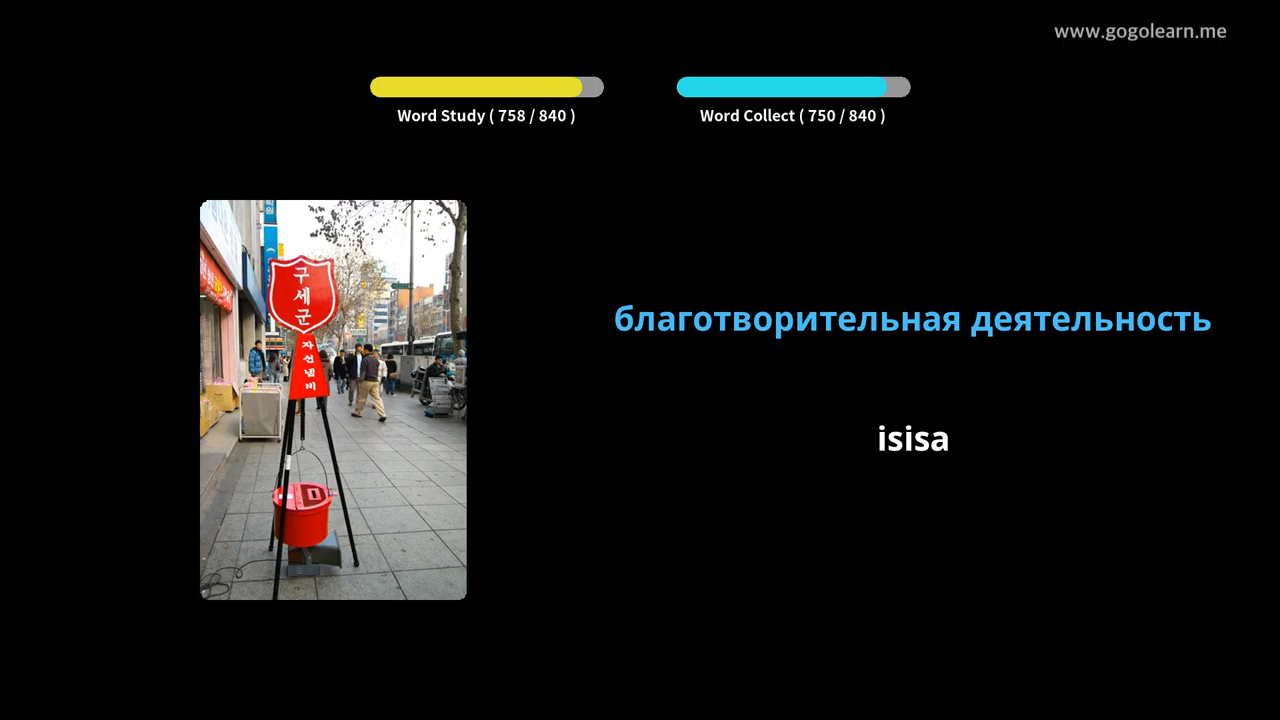 www.gogolearn.me
Word Study ( 758 / 840 )
Word Collect ( 750 / 840 )
구세군
자선냄비
благотворительная деятельность
isisa